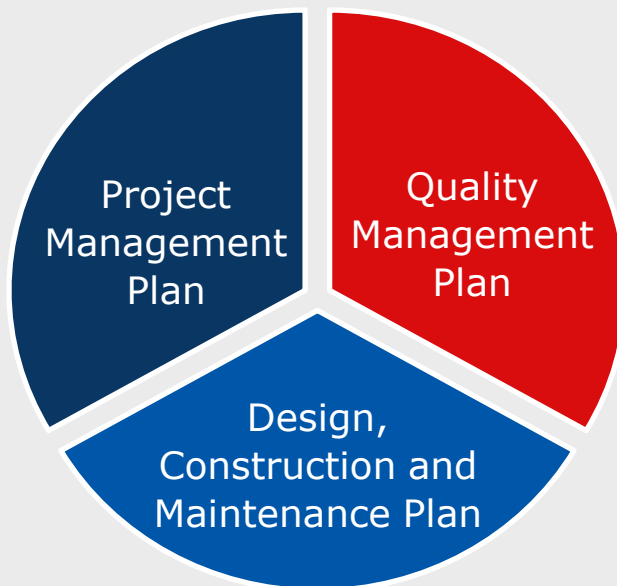 Project
Management
Plan
Quality
Management
Plan
Design,
Construction and
Maintenance Plan